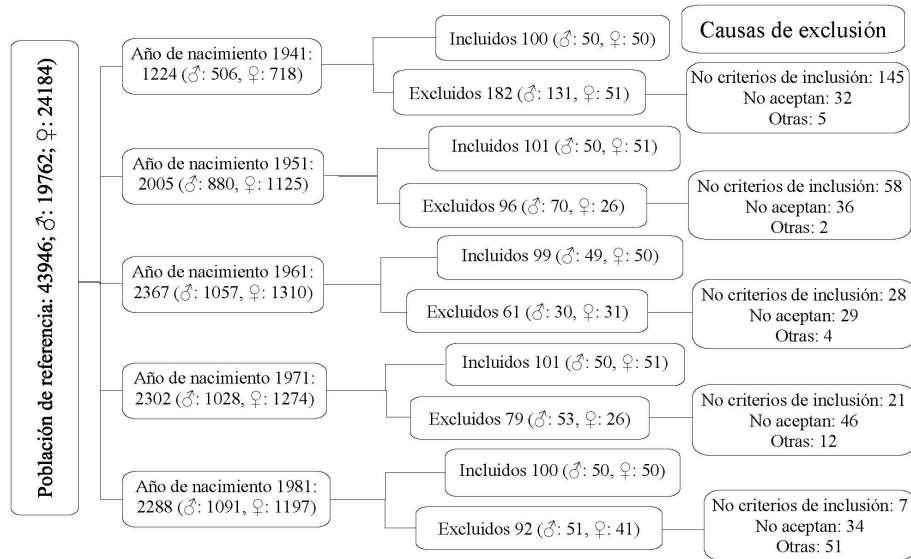 Población de referencia: 43946; ♂: 19762; ♀: 24184)
Causas de exclusión
Año de nacimiento 1941:
1224 (♂: 506, ♀: 718)
Incluidos 100 (♂: 50, ♀: 50)
Excluidos 182 (♂: 131, ♀: 51)
No criterios de inclusión: 145
No aceptan: 32
Otras: 5
Año de nacimiento 1951:
2005 (♂: 880, ♀: 1125)
Incluidos 101 (♂: 50, ♀: 51)
Excluidos 96 (♂: 70, ♀: 26)
No criterios de inclusión: 58
No aceptan: 36
Otras: 2
Año de nacimiento 1961:
2367 (♂: 1057, ♀: 1310)
Incluidos 99 (♂: 49, ♀: 50)
Excluidos 61 (♂: 30, ♀: 31)
No criterios de inclusión: 28
No aceptan: 29
Otras: 4
Año de nacimiento 1971:
2302 (♂: 1028, ♀: 1274)
Incluidos 101 (♂: 50, ♀: 51)
Excluidos 79 (♂: 53, ♀: 26)
No criterios de inclusión: 21
No aceptan: 46
Otras: 12
Año de nacimiento 1981:
2288 (♂: 1091, ♀: 1197)
Incluidos 100 (♂: 50, ♀: 50)
Excluidos 92 (♂: 51, ♀: 41)
No criterios de inclusión: 7
No aceptan: 34
Otras: 51